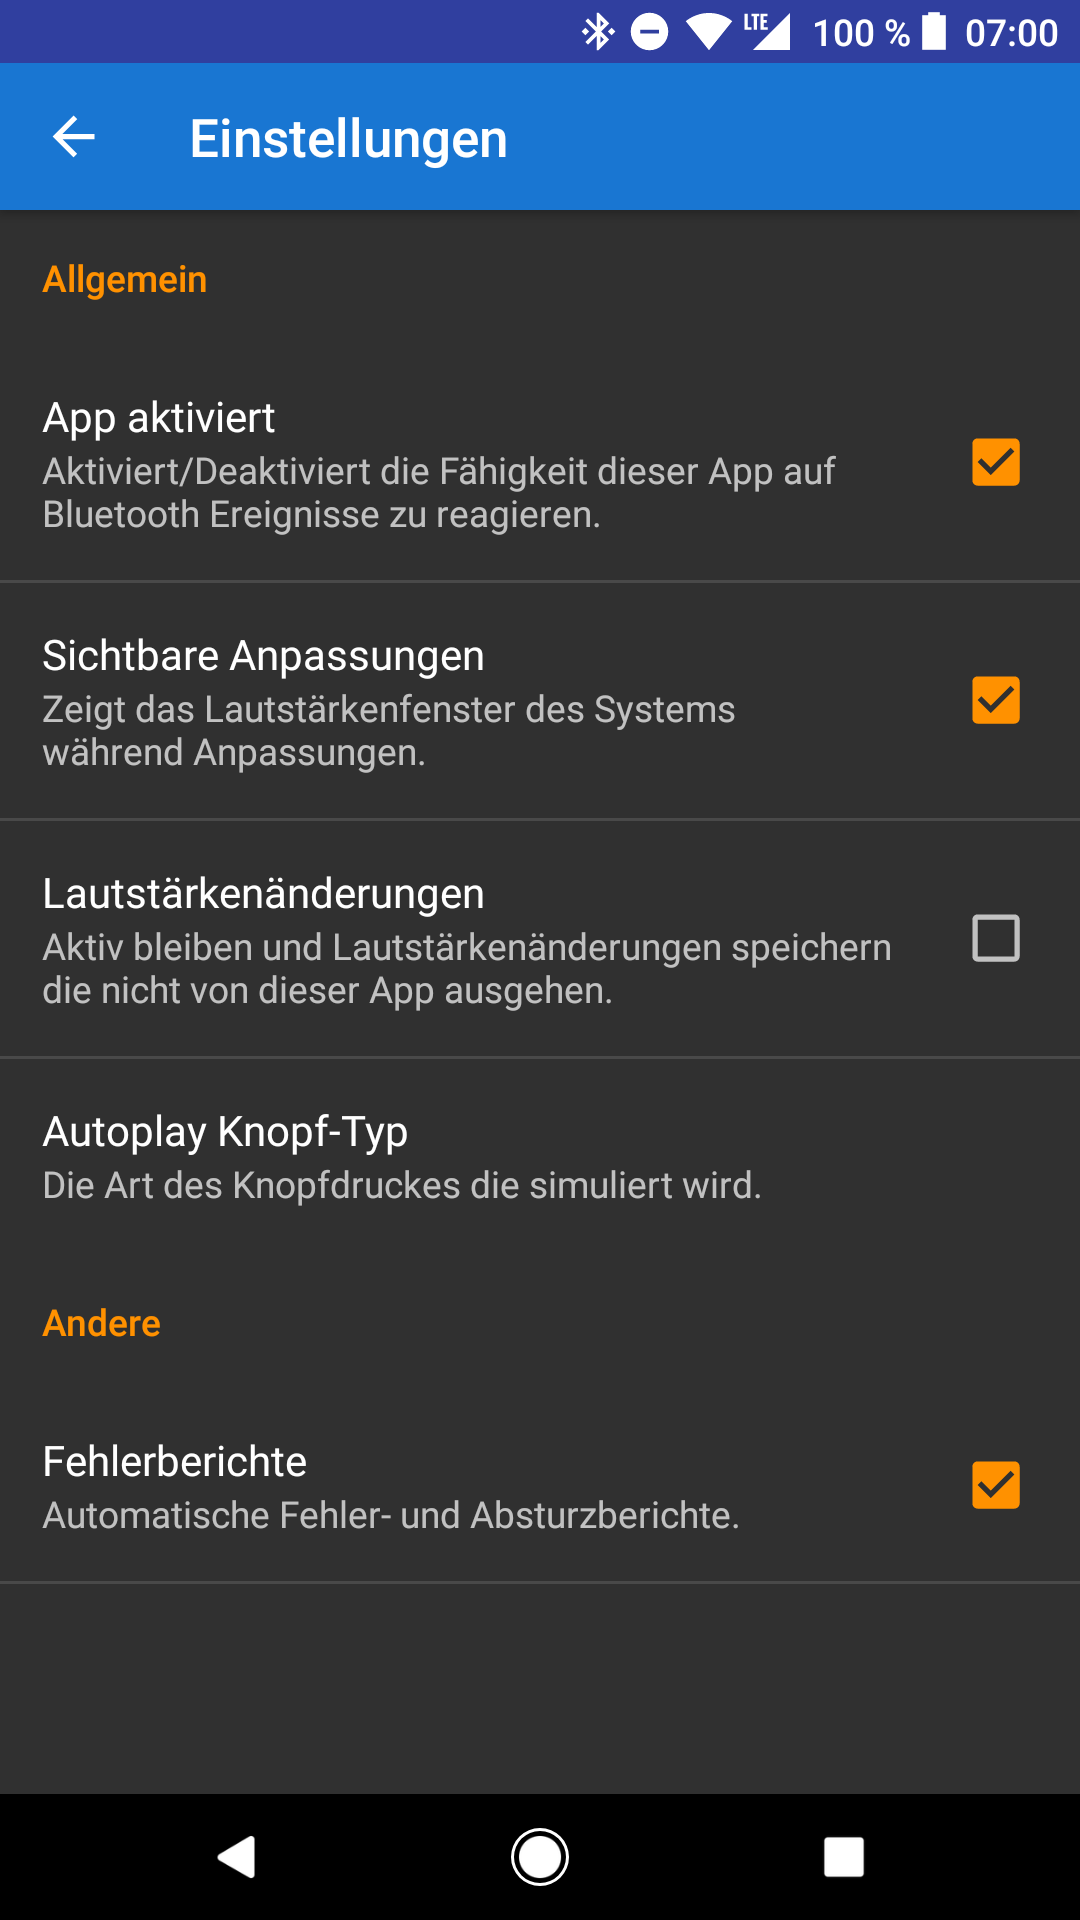 LTE 100 % 07:00
Einstellungen
Allgemein
App aktiviert
Aktiviert/Deaktiviert die Fähigkeit dieser App auf
Bluetooth Ereignisse zu reagieren.
Sichtbare Anpassungen
Zeigt das Lautstärkenfenster des Systems
während Anpassungen.
Lautstärkenänderungen
Aktiv bleiben und Lautstärkenänderungen speichern
die nicht von dieser App ausgehen.
Autoplay Knopf-Typ
Die Art des Knopfdruckes die simuliert wird.
Andere
Fehlerberichte
Automatische Fehler- und Absturzberichte.